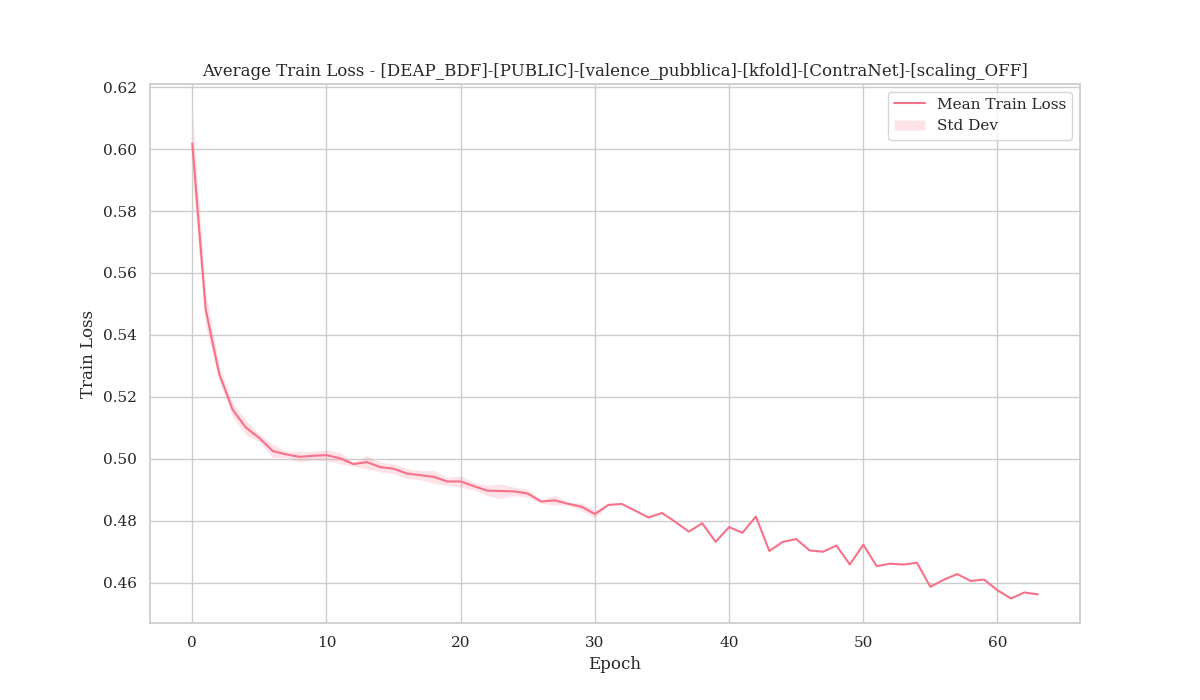 Average Train Loss - [DEAP_BDF]-[PUBLIC]-[valence_pubblica]-[kfold]-[ContraNet]-[scaling_OFF]
Mean Train Loss
Std Dev
Train Loss
0.62
0.60
0.58
0.56
0.54
0.52
0.50
0.48
0.46
0 10 20 30 40 50 60
Epoch